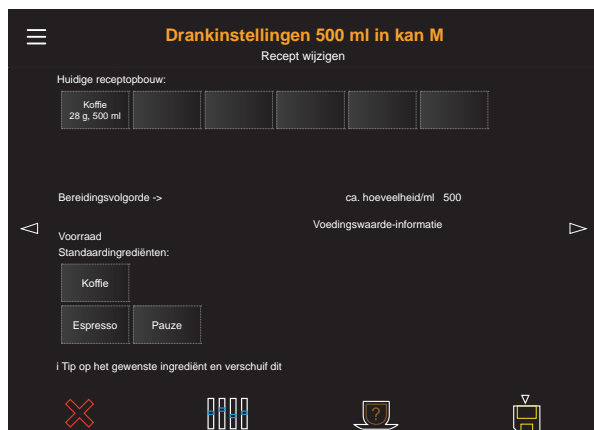 Drankinstellingen 500 ml in kan M
Recept wijzigen
Huidige receptopbouw:
Koffie
28 g, 500 ml
Bereidingsvolgorde ->
ca. hoeveelheid/ml 500
Voedingswaarde-informatie
Voorraad
Standaardingrediënten:
Koffie
Espresso
Pauze
i Tip op het gewenste ingrediënt en verschuif dit
?